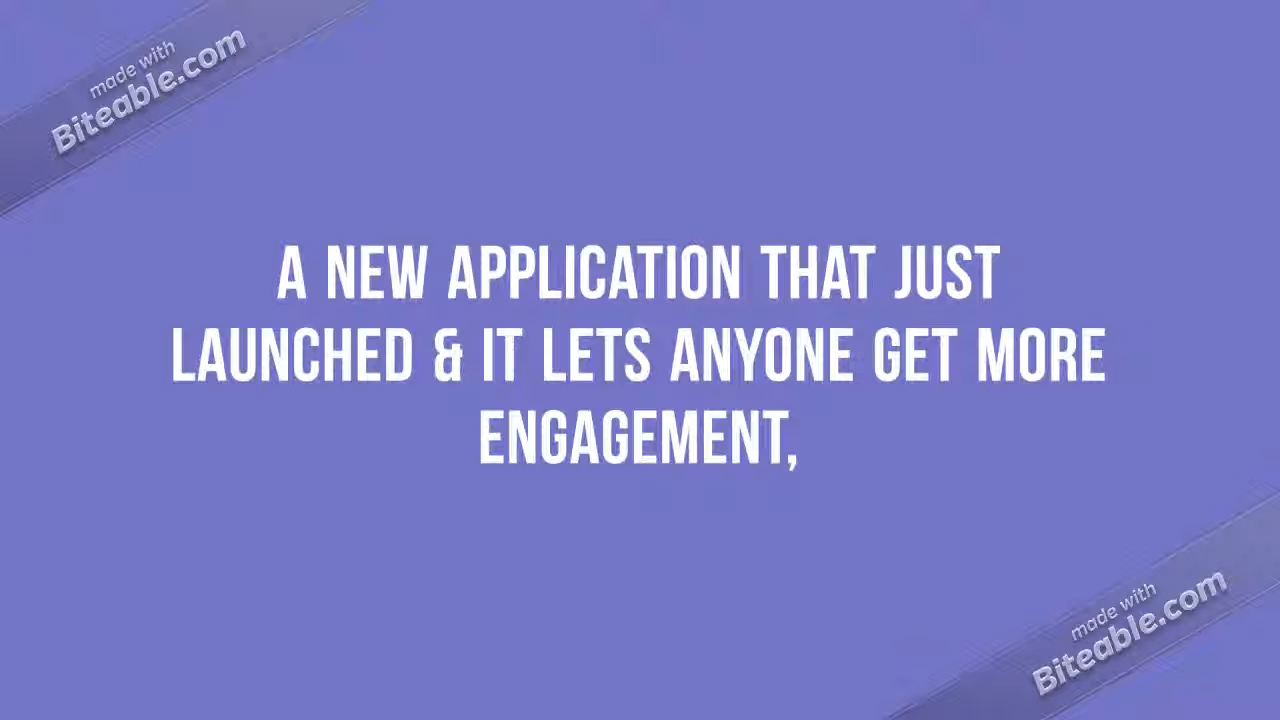 made with
Biteable.com
A NEW APPLICATION THAT JUST
LAUNCHED & IT LETS ANYONE GET MORE
ENGAGEMENT,
made with
Biteable.com